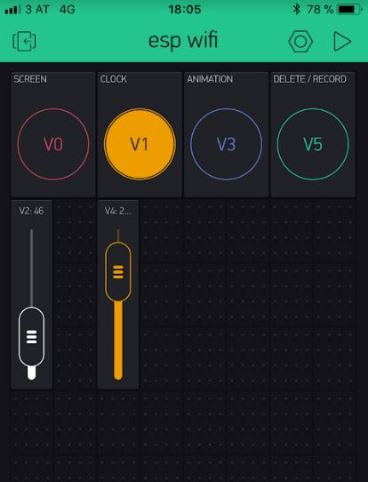 3 AT 4G 18:05 78 %
esp wifi
SCREEN CLOCK ANIMATION DELETE / RECORD
V0 V1 V3 V5
V2: 46 V4: 2...